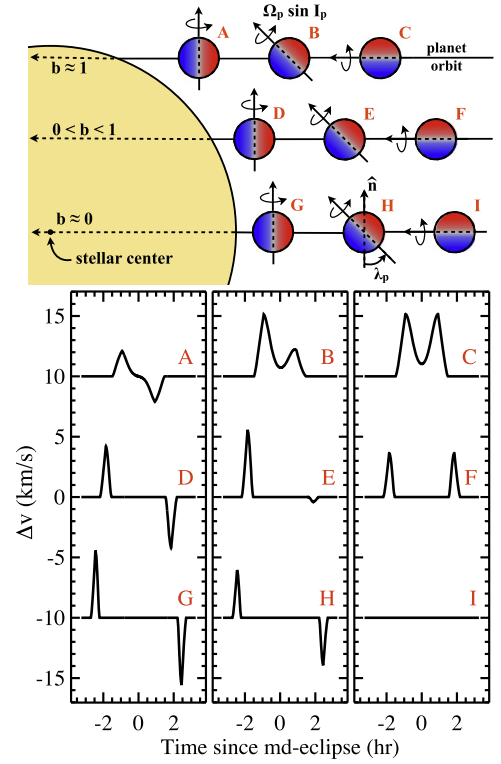 Ωp sin Ip
A
B
C
planet
orbit
b ≈ 1
D
E
F
0 < b < 1
n̂
G
H
I
b ≈ 0
stellar center
λp
15
10
5
0
-5
-10
-15
Δv (km/s)
A
B
C
D
E
F
G
H
I
-2 0 2 -2 0 2 -2 0 2
Time since md-eclipse (hr)